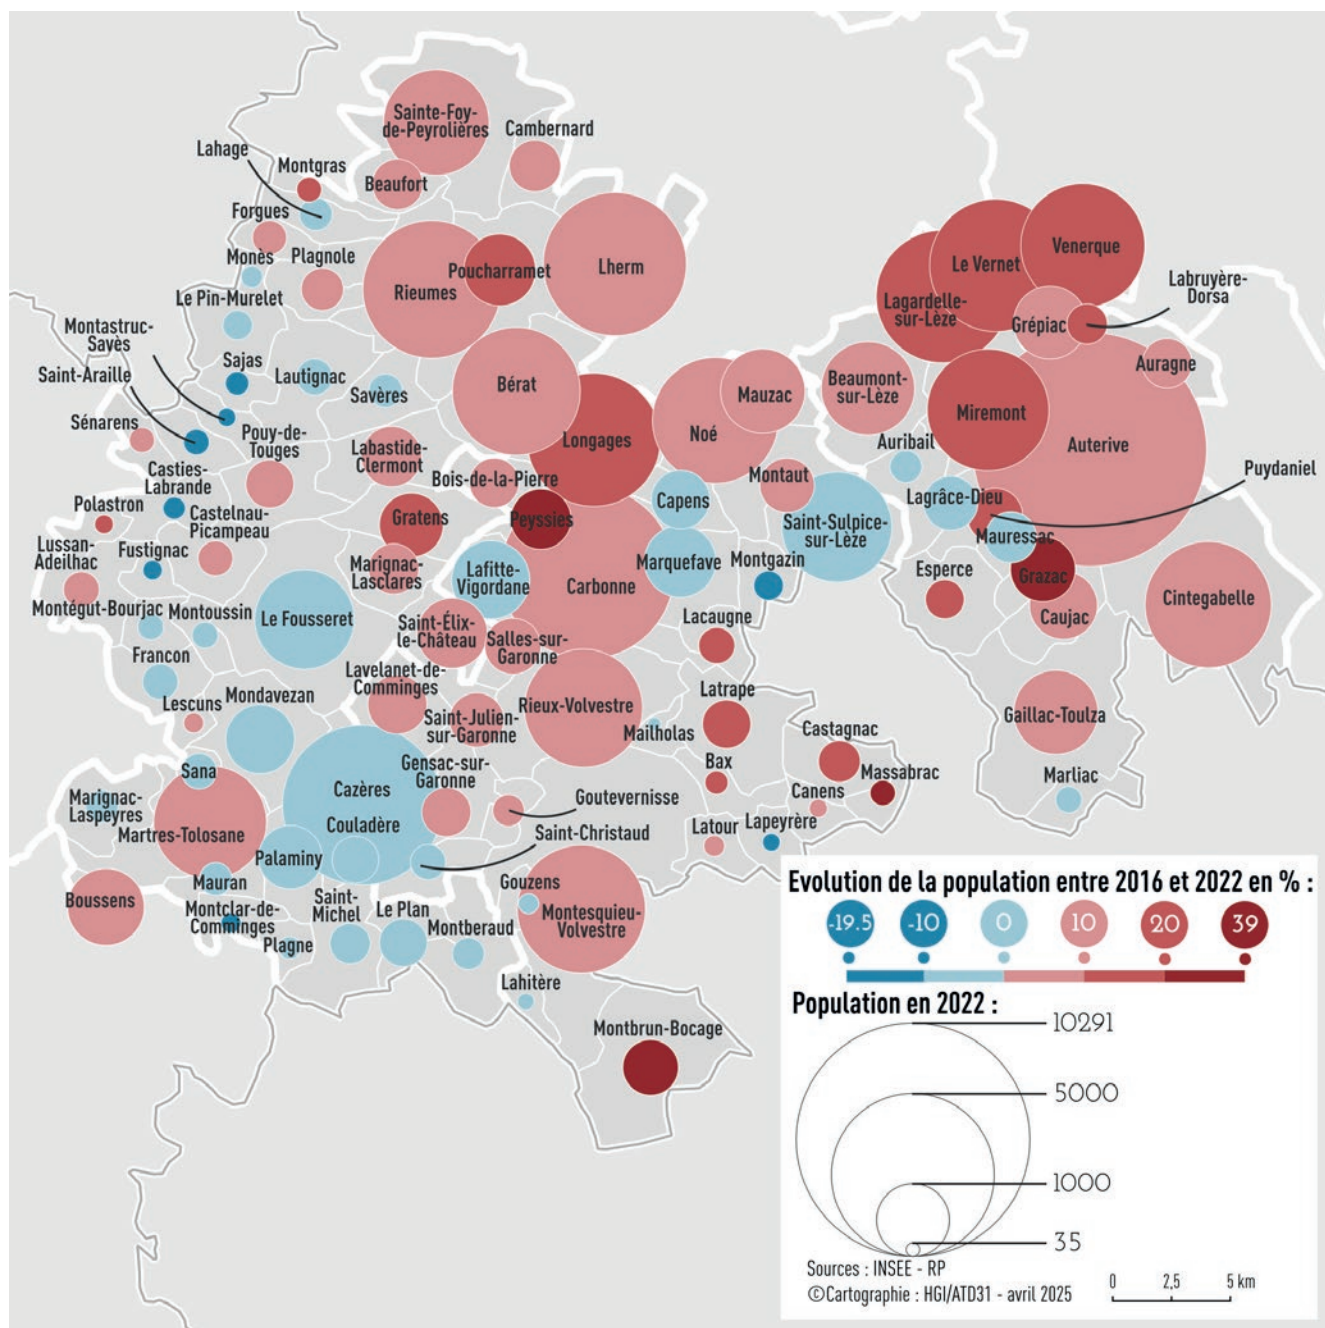 Sainte-Foy-
de-Peyrolières
Cambernard
Lahage
Montgras
Beaufort
Forgues
Monès
Plagnole
Poucharramet
Rieumes
Lherm
Le Pin-Murelet
Venerque
Le Vernet
Lagardelle-
sur-Lèze
Labruyère-
Dorsa
Grépiac
Auragne
Montastruc-
Savès
Saint-Araille
Sajas
Lautignac
Savères
Bérat
Mauzac
Beaumont-
sur-Lèze
Miremont
Auterive
Sénarens
Pouy-de-
Touges
Labastide-
Clermont
Longages
Noé
Auribail
Puydaniel
Casties-
Labrande
Bois-de-la-Pierre
Montaut
Capens
Lagrâce-Dieu
Polastron
Castelnau-
Picampeau
Gratens
Peyssies
Saint-Sulpice-
sur-Lèze
Mauressac
Lussan-
Adeilhac
Fustignac
Marignac-
Lasclares
Lafitte-
Vigordane
Carbonne
Marquefave
Montgazin
Esperce
Grazac
Caujac
Cintegabelle
Montégut-Bourjac
Montoussin
Le Fousseret
Saint-Élix-
le-Château
Salles-sur-
Garonne
Lacaugne
Francon
Lavelanet-de-
Comminges
Latrape
Lescuns
Mondavezan
Saint-Julien-
sur-Garonne
Rieux-Volvestre
Mailholas
Castagnac
Gaillac-Toulza
Sana
Cazères
Gensac-sur-
Garonne
Bax
Massabrac
Marliac
Marignac-
Laspeyres
Martres-Tolosane
Couladère
Goutevernisse
Canens
Saint-Christaud
Latour
Lapeyrère
Palaminy
Mauran
Boussens
Montclar-de-
Comminges
Saint-
Michel
Le Plan
Gouzens
Montesquieu-
Volvestre
Plagne
Montberaud
Lahitère
Montbrun-Bocage
Evolution de la population entre 2016 et 2022 en % :
-19.5 -10 0 10 20 39
Population en 2022 :
10291
5000
1000
35
Sources : INSEE - RP
©Cartographie : HGI/ATD31 - avril 2025
0 2,5 5 km